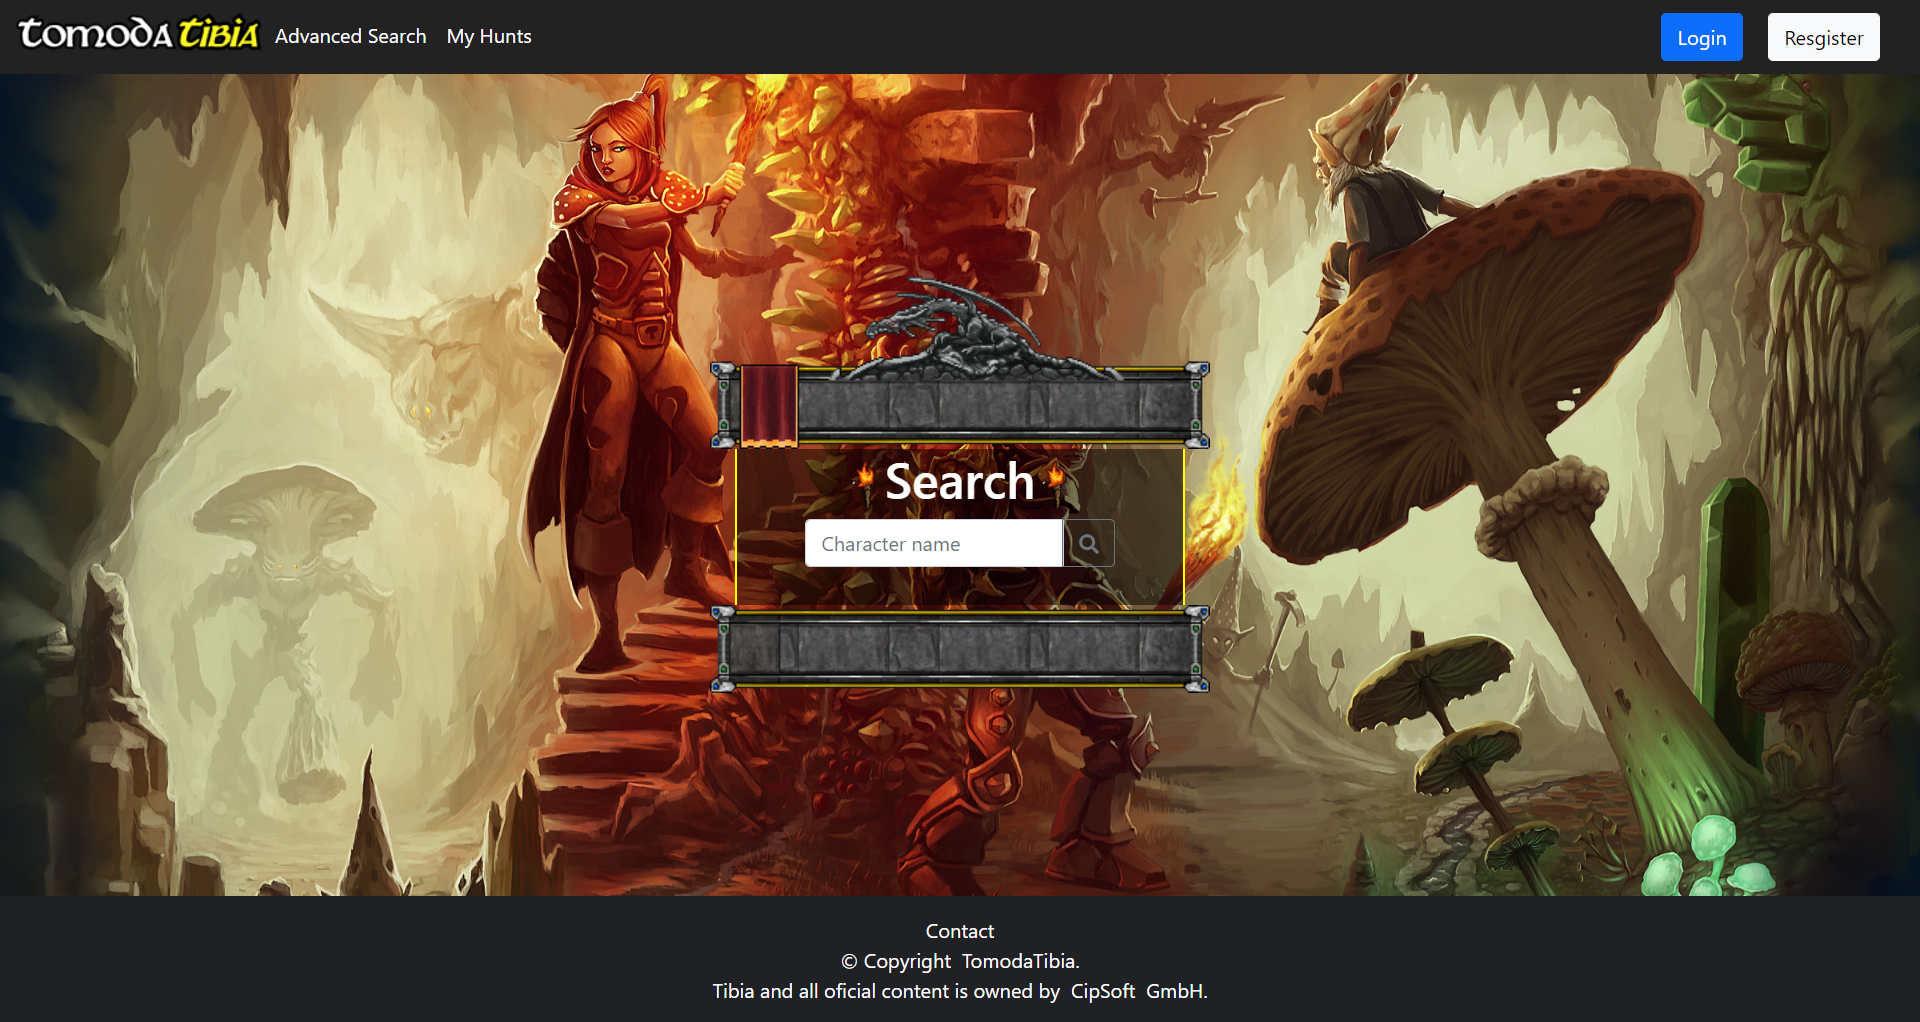 Tomoda Tibia
Advanced Search
My Hunts
Login
Resgister
Search
Character name
Contact
© Copyright TomodaTibia.
Tibia and all oficial content is owned by CipSoft GmbH.